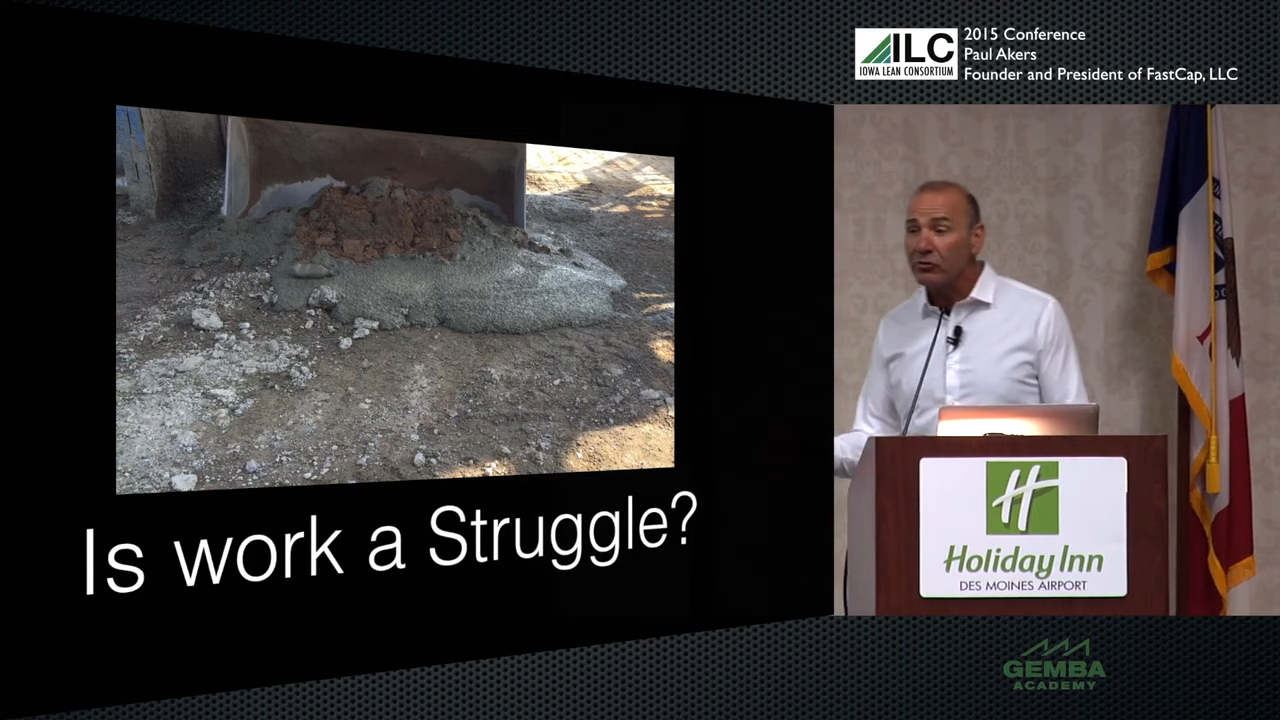 ILC
IOWA LEAN CONSORTIUM
2015 Conference
Paul Akers
Founder and President of FastCap, LLC
Is work a Struggle?
H
Holiday Inn
DES MOINES AIRPORT
GEMBA
ACADEMY